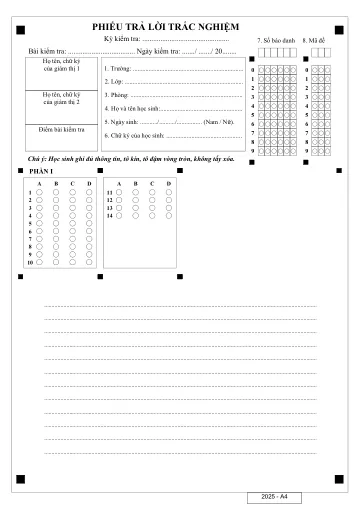 PHIẾU TRẢ LỜI TRẮC NGHIỆM
Kỳ kiểm tra: ................................................
Bài kiểm tra: .................................... Ngày kiểm tra: ......./ ......./ 20........
7. Số báo danh
8. Mã đề
Họ tên, chữ ký
của giám thị 1
Họ tên, chữ ký
của giám thị 2
Điểm bài kiểm tra
1. Trường: ................................................
2. Lớp: ................................................
3. Phòng: ................................................
4. Họ và tên học sinh:................................................
5. Ngày sinh: ........./........./.............. (Nam / Nữ).
6. Chữ ký của học sinh: ................................................
0 0
1 1
2 2
3 3
4 4
5 5
6 6
7 7
8 8
9 9
Chú ý: Học sinh ghi đủ thông tin, tô kín, tô đậm vòng tròn, không tẩy xóa.
PHẦN I
A B C D
1
2
3
4
5
6
7
8
9
10
A B C D
11
12
13
14
2025 - A4